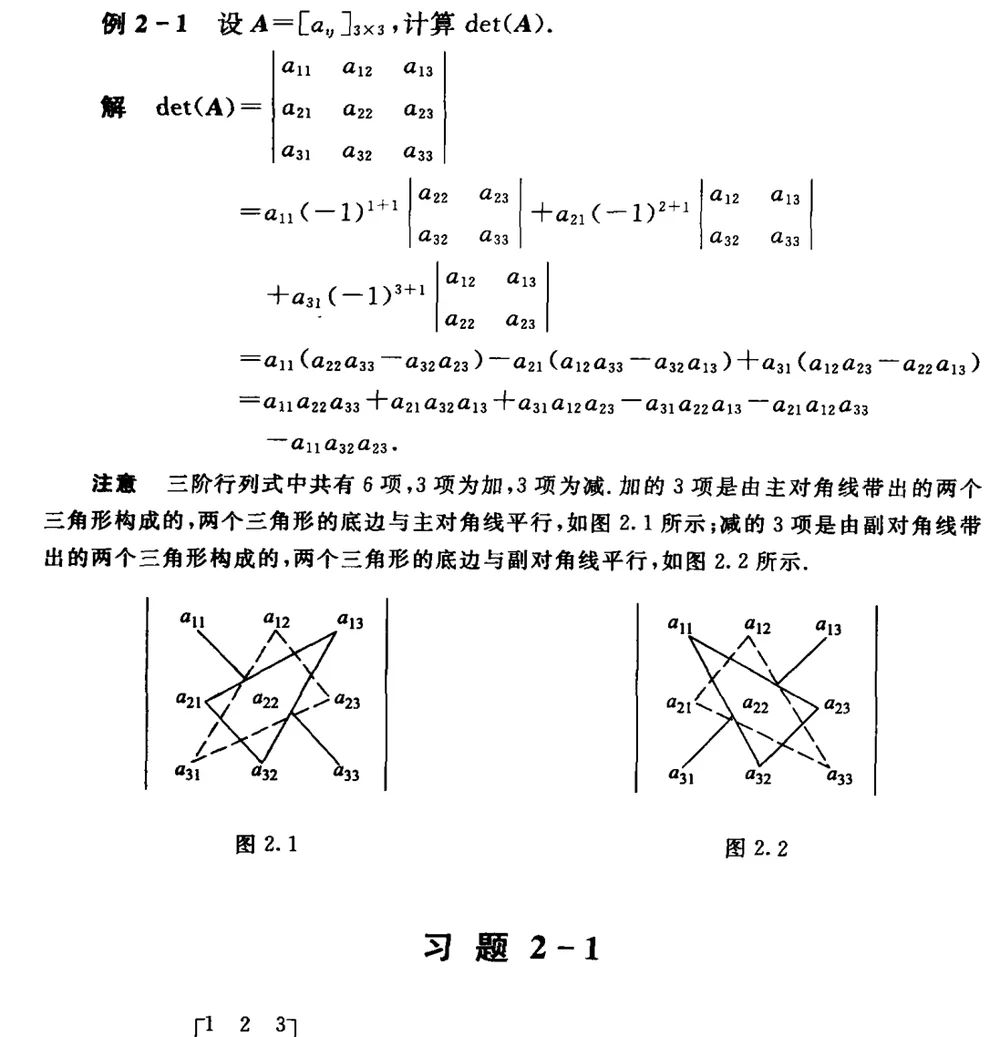 例 2-1 设 A=[aᵢⱼ]₃ₓ₃,计算 det(A).
解 det(A)=
a₁₁ a₁₂ a₁₃
a₂₁ a₂₂ a₂₃
a₃₁ a₃₂ a₃₃
=a₁₁(-1)¹⁺¹ |a₂₂ a₂₃; a₃₂ a₃₃| +a₂₁(-1)²⁺¹ |a₁₂ a₁₃; a₃₂ a₃₃|
+a₃₁(-1)³⁺¹ |a₁₂ a₁₃; a₂₂ a₂₃|
=a₁₁(a₂₂a₃₃-a₃₂a₂₃)-a₂₁(a₁₂a₃₃-a₃₂a₁₃)+a₃₁(a₁₂a₂₃-a₂₂a₁₃)
=a₁₁a₂₂a₃₃+a₂₁a₃₂a₁₃+a₃₁a₁₂a₂₃-a₃₁a₂₂a₁₃-a₂₁a₁₂a₃₃
-a₁₁a₃₂a₂₃.
注意 三阶行列式中共有 6 项,3 项为加,3 项为减.加的 3 项是由主对角线带出的两个
三角形构成的,两个三角形的底边与主对角线平行,如图 2.1 所示;减的 3 项是由副对角线带
出的两个三角形构成的,两个三角形的底边与副对角线平行,如图 2.2 所示.
a₁₁ a₁₂ a₁₃
a₂₁ a₂₂ a₂₃
a₃₁ a₃₂ a₃₃
图 2.1
a₁₁ a₁₂ a₁₃
a₂₁ a₂₂ a₂₃
a₃₁ a₃₂ a₃₃
图 2.2
习 题 2-1
1 2 3